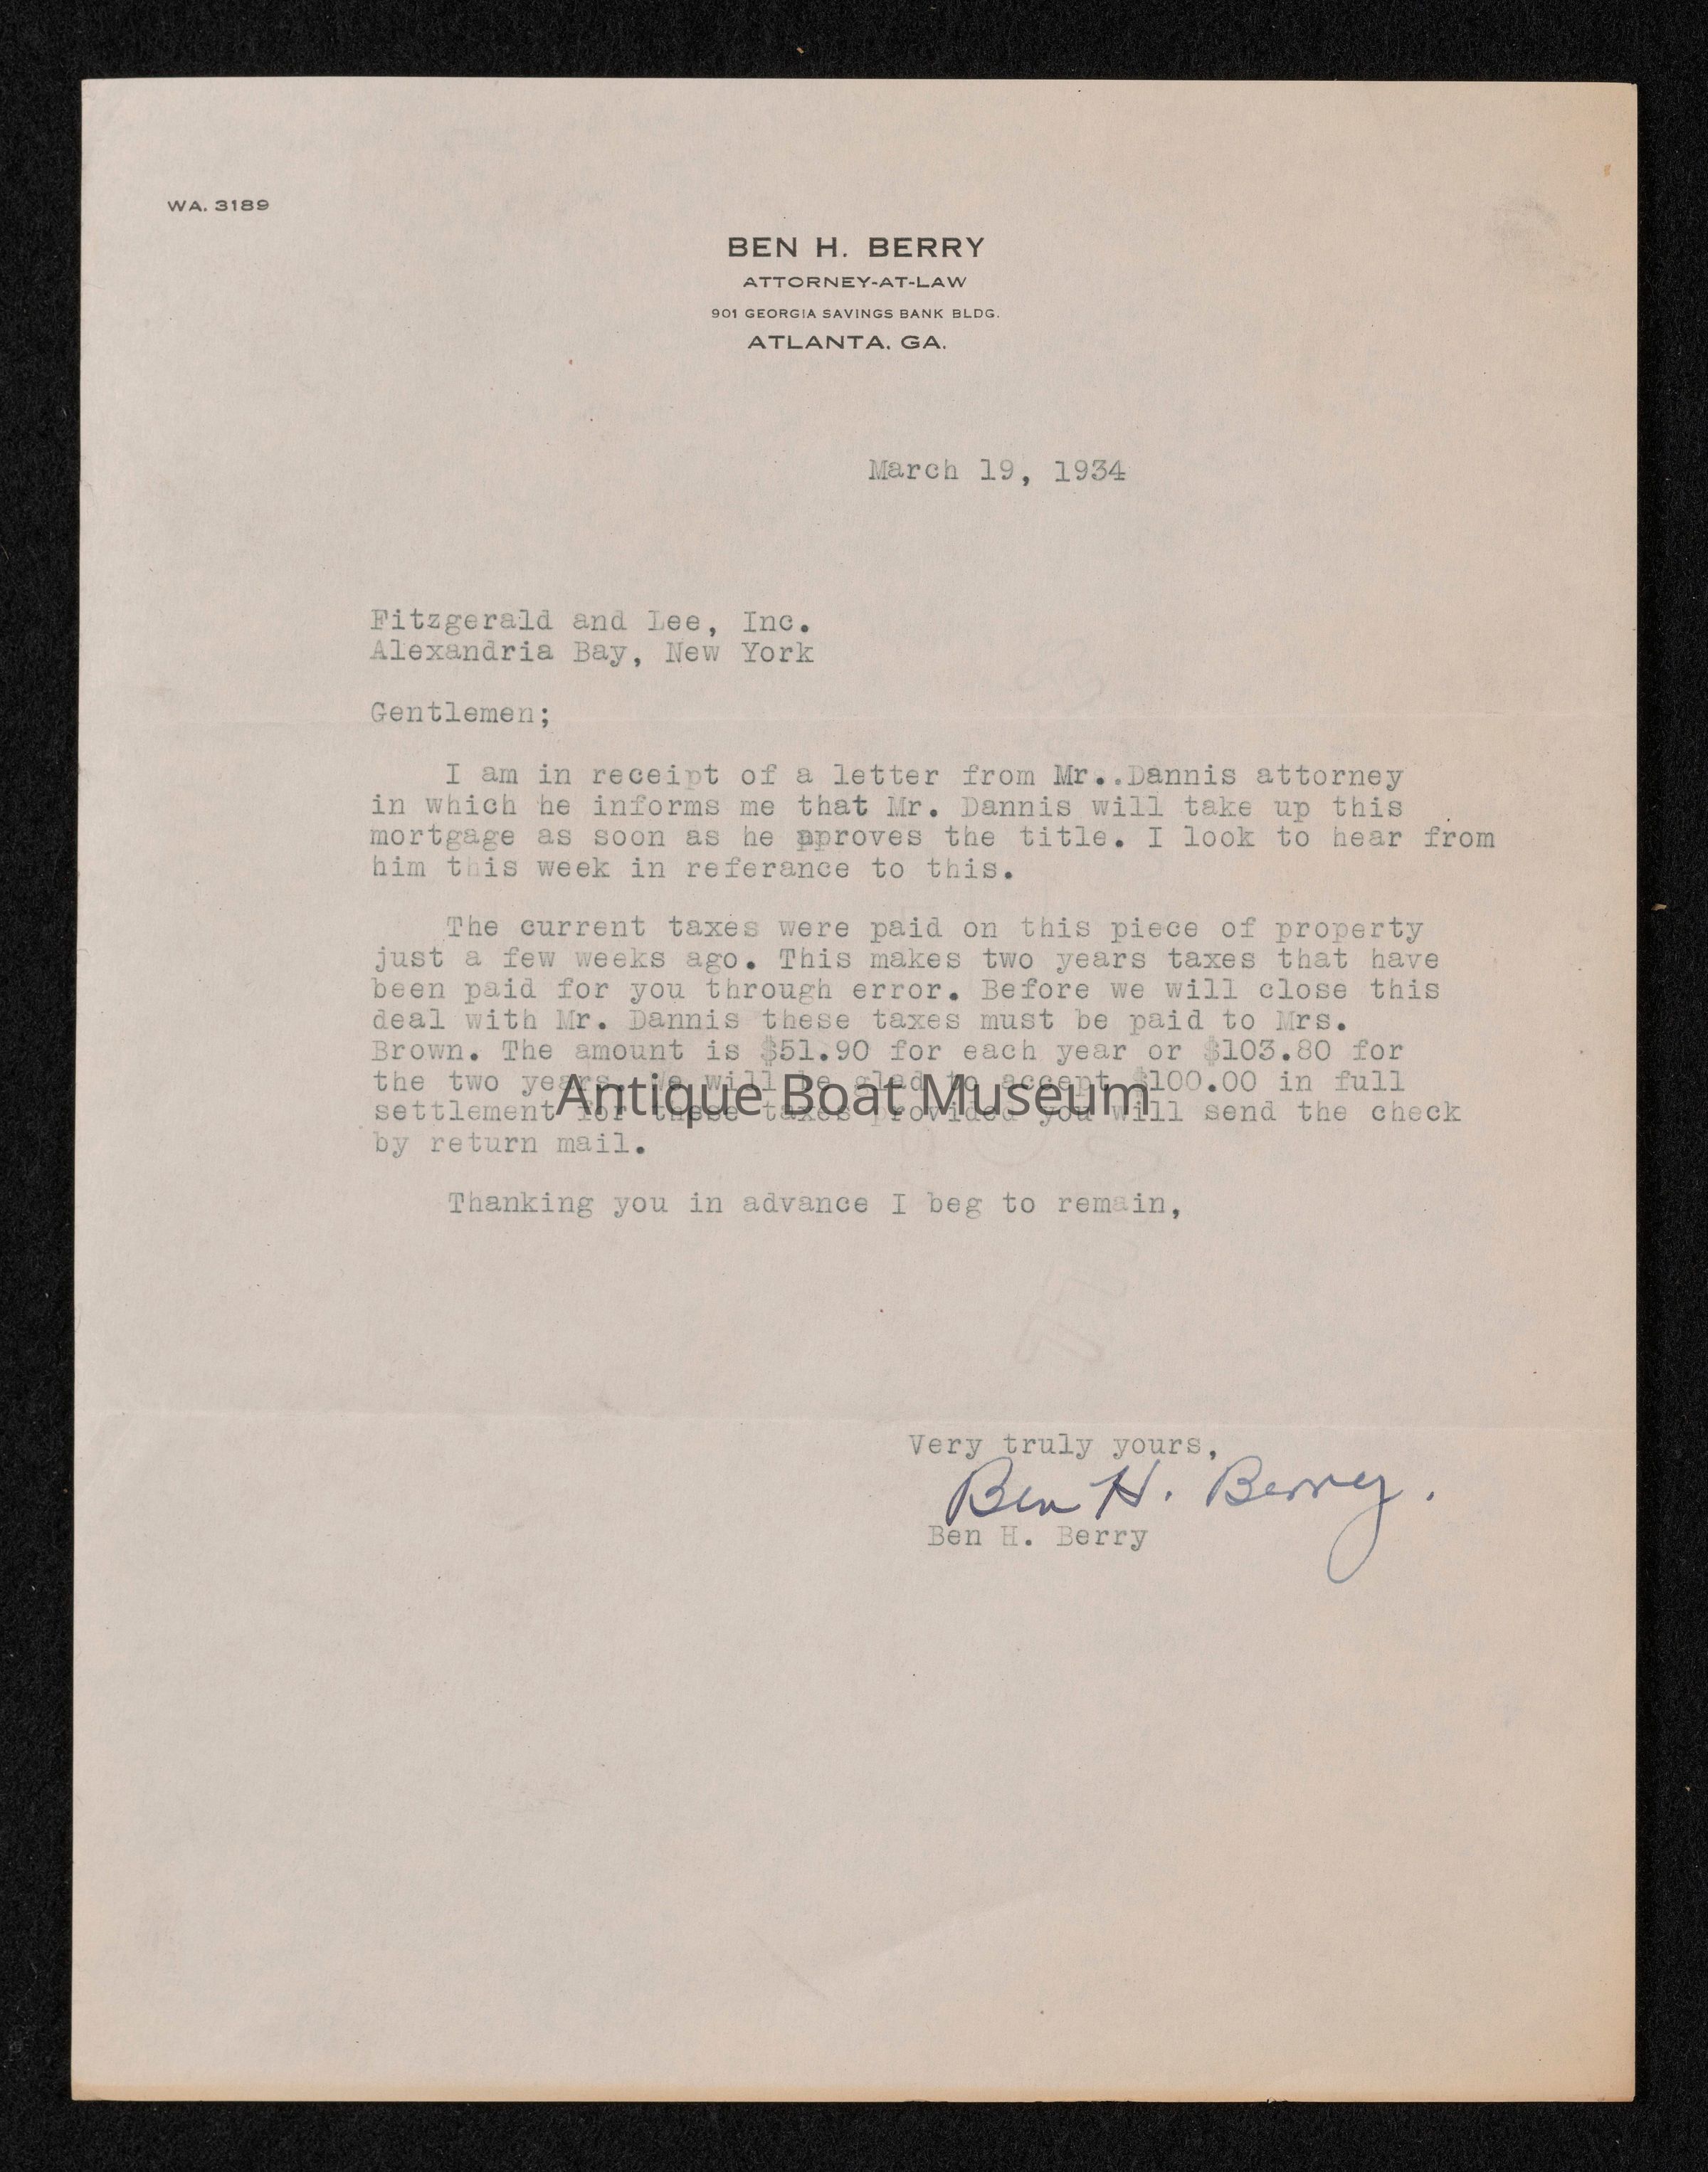 WA. 3189
BEN H. BERRY
ATTORNEY-AT-LAW
901 GEORGIA SAVINGS BANK BLDG.
ATLANTA, GA.
March 19, 1934
Fitzgerald and Lee, Inc.
Alexandria Bay, New York
Gentlemen;
I am in receipt of a letter from Mr..Dannis attorney
in which he informs me that Mr. Dannis will take up this
mortgage as soon as he aproves the title. I look to hear from
him this week in referance to this.
The current taxes were paid on this piece of property
just a few weeks ago. This makes two years taxes that have
been paid for you through error. Before we will close this
deal with Mr. Dannis these taxes must be paid to Mrs.
Brown. The amount is $51.90 for each year or $103.80 for
the two years. We will be glad to accept $100.00 in full
settlement for these taxes provided you will send the check
by return mail.
Antique Boat Museum
Thanking you in advance I beg to remain,
Very truly yours,
Ben H. Berry.
Ben H. Berry